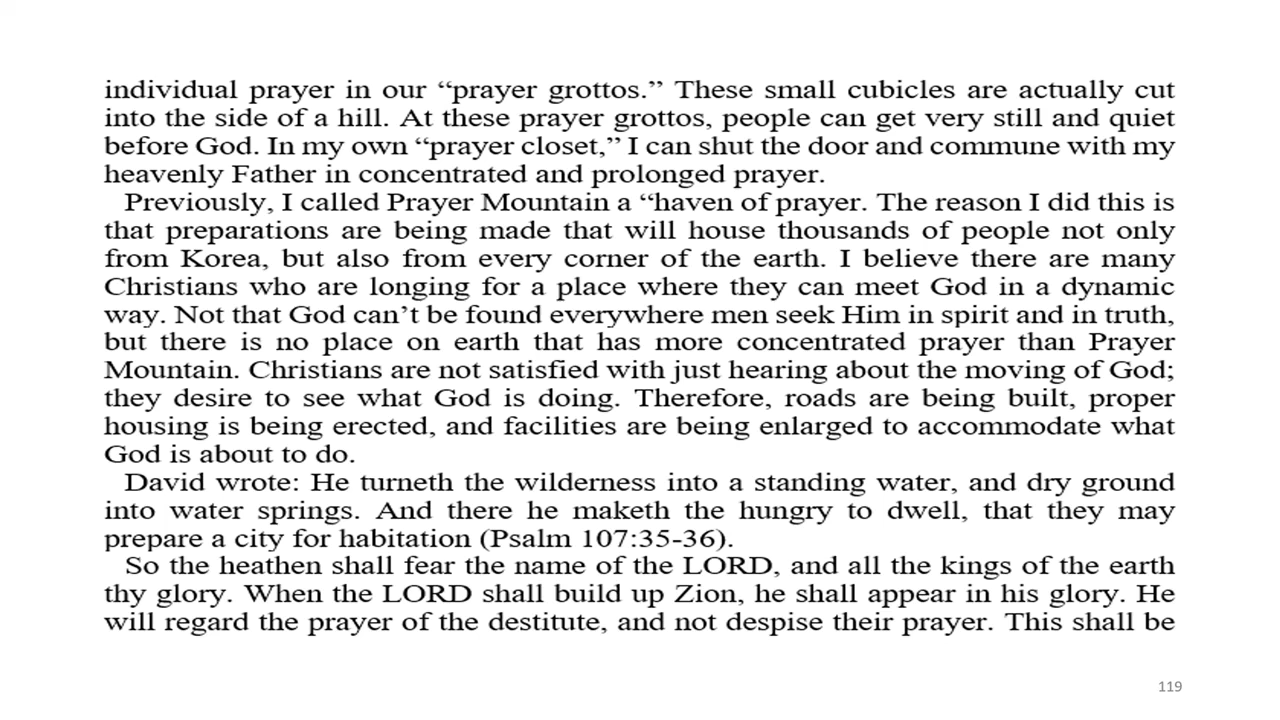 individual prayer in our “prayer grottos.” These small cubicles are actually cut
into the side of a hill. At these prayer grottos, people can get very still and quiet
before God. In my own “prayer closet,” I can shut the door and commune with my
heavenly Father in concentrated and prolonged prayer.
Previously, I called Prayer Mountain a “haven of prayer. The reason I did this is
that preparations are being made that will house thousands of people not only
from Korea, but also from every corner of the earth. I believe there are many
Christians who are longing for a place where they can meet God in a dynamic
way. Not that God can’t be found everywhere men seek Him in spirit and in truth,
but there is no place on earth that has more concentrated prayer than Prayer
Mountain. Christians are not satisfied with just hearing about the moving of God;
they desire to see what God is doing. Therefore, roads are being built, proper
housing is being erected, and facilities are being enlarged to accommodate what
God is about to do.
David wrote: He turneth the wilderness into a standing water, and dry ground
into water springs. And there he maketh the hungry to dwell, that they may
prepare a city for habitation (Psalm 107:35-36).
So the heathen shall fear the name of the LORD, and all the kings of the earth
thy glory. When the LORD shall build up Zion, he shall appear in his glory. He
will regard the prayer of the destitute, and not despise their prayer. This shall be
119